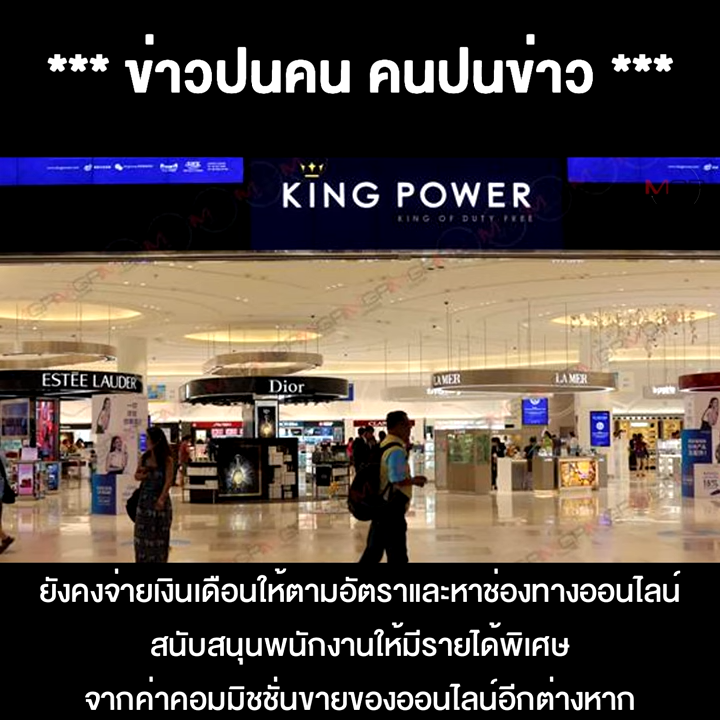 *** ข่าวปนคน คนปนข่าว ***
KING POWER
KING OF DUTY FREE
ESTĒE LAUDER
Dior
LA MER
LA MER
ยังคงจ่ายเงินเดือนให้ตามอัตราและหาช่องทางออนไลน์
สนับสนุนพนักงานให้มีรายได้พิเศษ
จากค่าคอมมิชชั่นขายของออนไลน์อีกต่างหาก